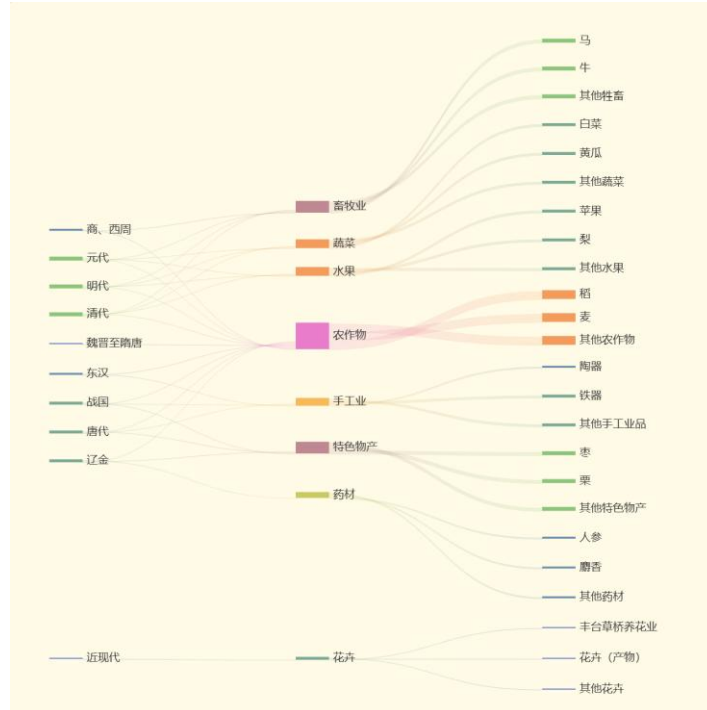 商、西周
元代
明代
清代
魏晋至隋唐
东汉
战国
唐代
辽金
近现代
畜牧业
蔬菜
水果
农作物
手工业
特色物产
药材
花卉
马
牛
其他牲畜
白菜
黄瓜
其他蔬菜
苹果
梨
其他水果
稻
麦
其他农作物
陶器
铁器
其他手工业品
枣
栗
其他特色物产
人参
麝香
其他药材
丰台草桥养花业
花卉（产物）
其他花卉